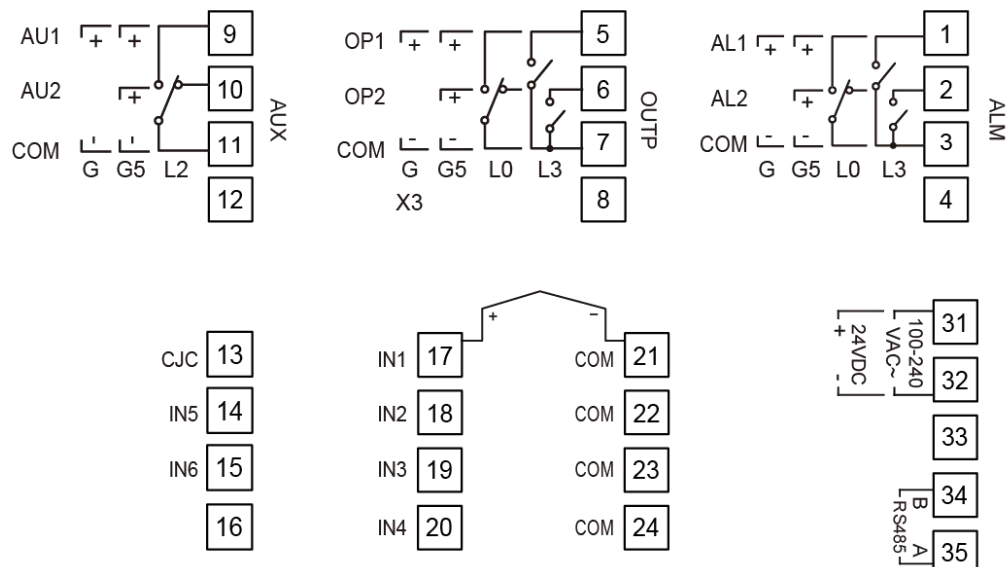 AU1 + + 9
AU2 + 10
COM - - 11
G G5 L2
12
AUX
OP1 + + 5
OP2 + 6
COM - - 7
G G5 L0 L3
X3 8
OUTP
AL1 + + 1
AL2 + 2
COM - - 3
G G5 L0 L3
4
ALM
CJC 13
IN5 14
IN6 15
16
+ -
IN1 17 COM 21
IN2 18 COM 22
IN3 19 COM 23
IN4 20 COM 24
31
32
33
34
35
100-240
VAC~
24VDC
+ -
B A
RS485